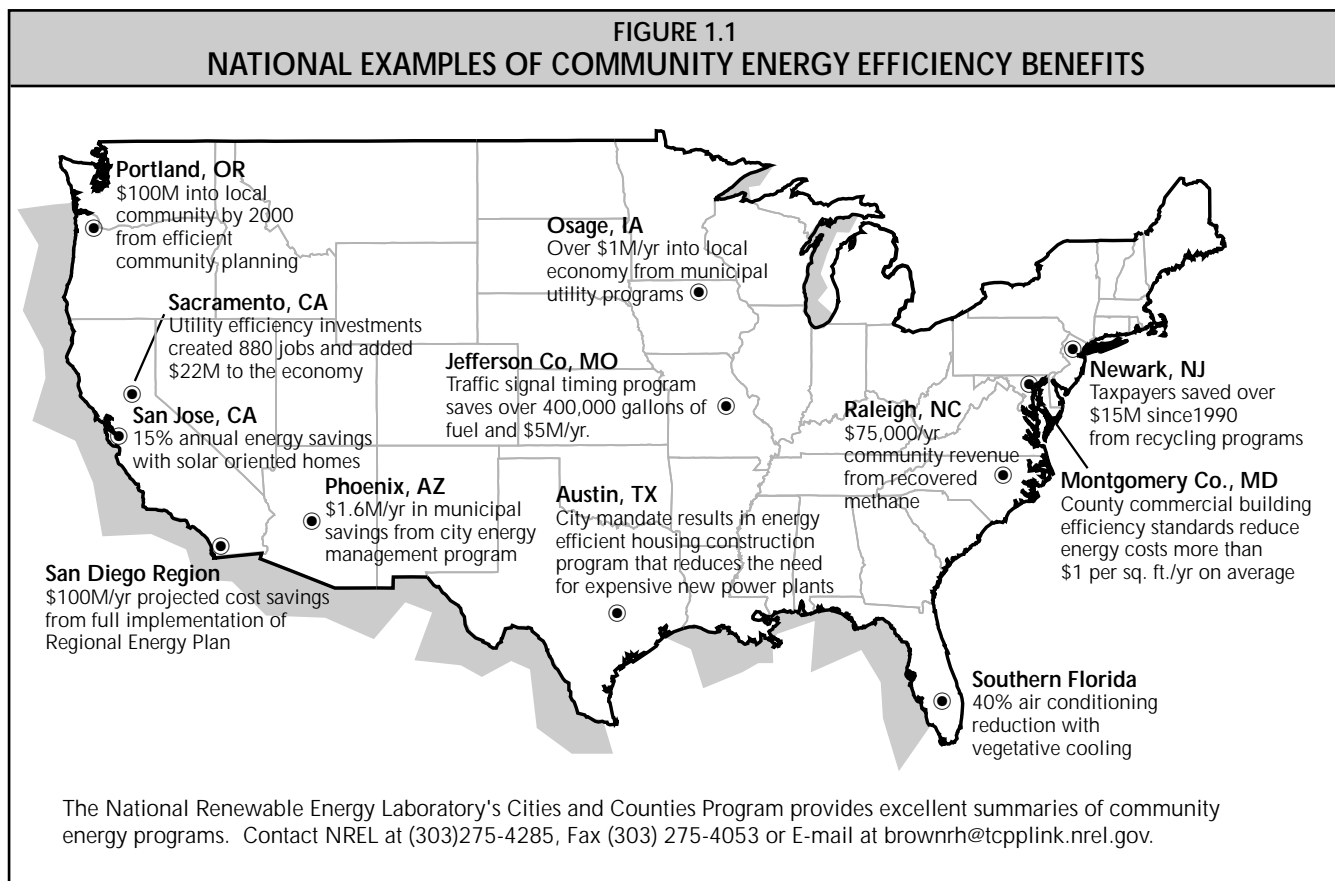 FIGURE 1.1
NATIONAL EXAMPLES OF COMMUNITY ENERGY EFFICIENCY BENEFITS
Portland, OR
$100M into local
community by 2000
from efficient
community planning
Sacramento, CA
Utility efficiency investments
created 880 jobs and added
$22M to the economy
San Jose, CA
15% annual energy savings
with solar oriented homes
Phoenix, AZ
$1.6M/yr in municipal
savings from city energy
management program
San Diego Region
$100M/yr projected cost savings
from full implementation of
Regional Energy Plan
Osage, IA
Over $1M/yr into local
economy from municipal
utility programs
Jefferson Co, MO
Traffic signal timing program
saves over 400,000 gallons of
fuel and $5M/yr.
Austin, TX
City mandate results in energy
efficient housing construction
program that reduces the need
for expensive new power plants
Raleigh, NC
$75,000/yr
community revenue
from recovered
methane
Newark, NJ
Taxpayers saved over
$15M since1990
from recycling programs
Montgomery Co., MD
County commercial building
efficiency standards reduce
energy costs more than
$1 per sq. ft./yr on average
Southern Florida
40% air conditioning
reduction with
vegetative cooling
The National Renewable Energy Laboratory's Cities and Counties Program provides excellent summaries of community
energy programs. Contact NREL at (303)275-4285, Fax (303) 275-4053 or E-mail at brownrh@tcpplink.nrel.gov.